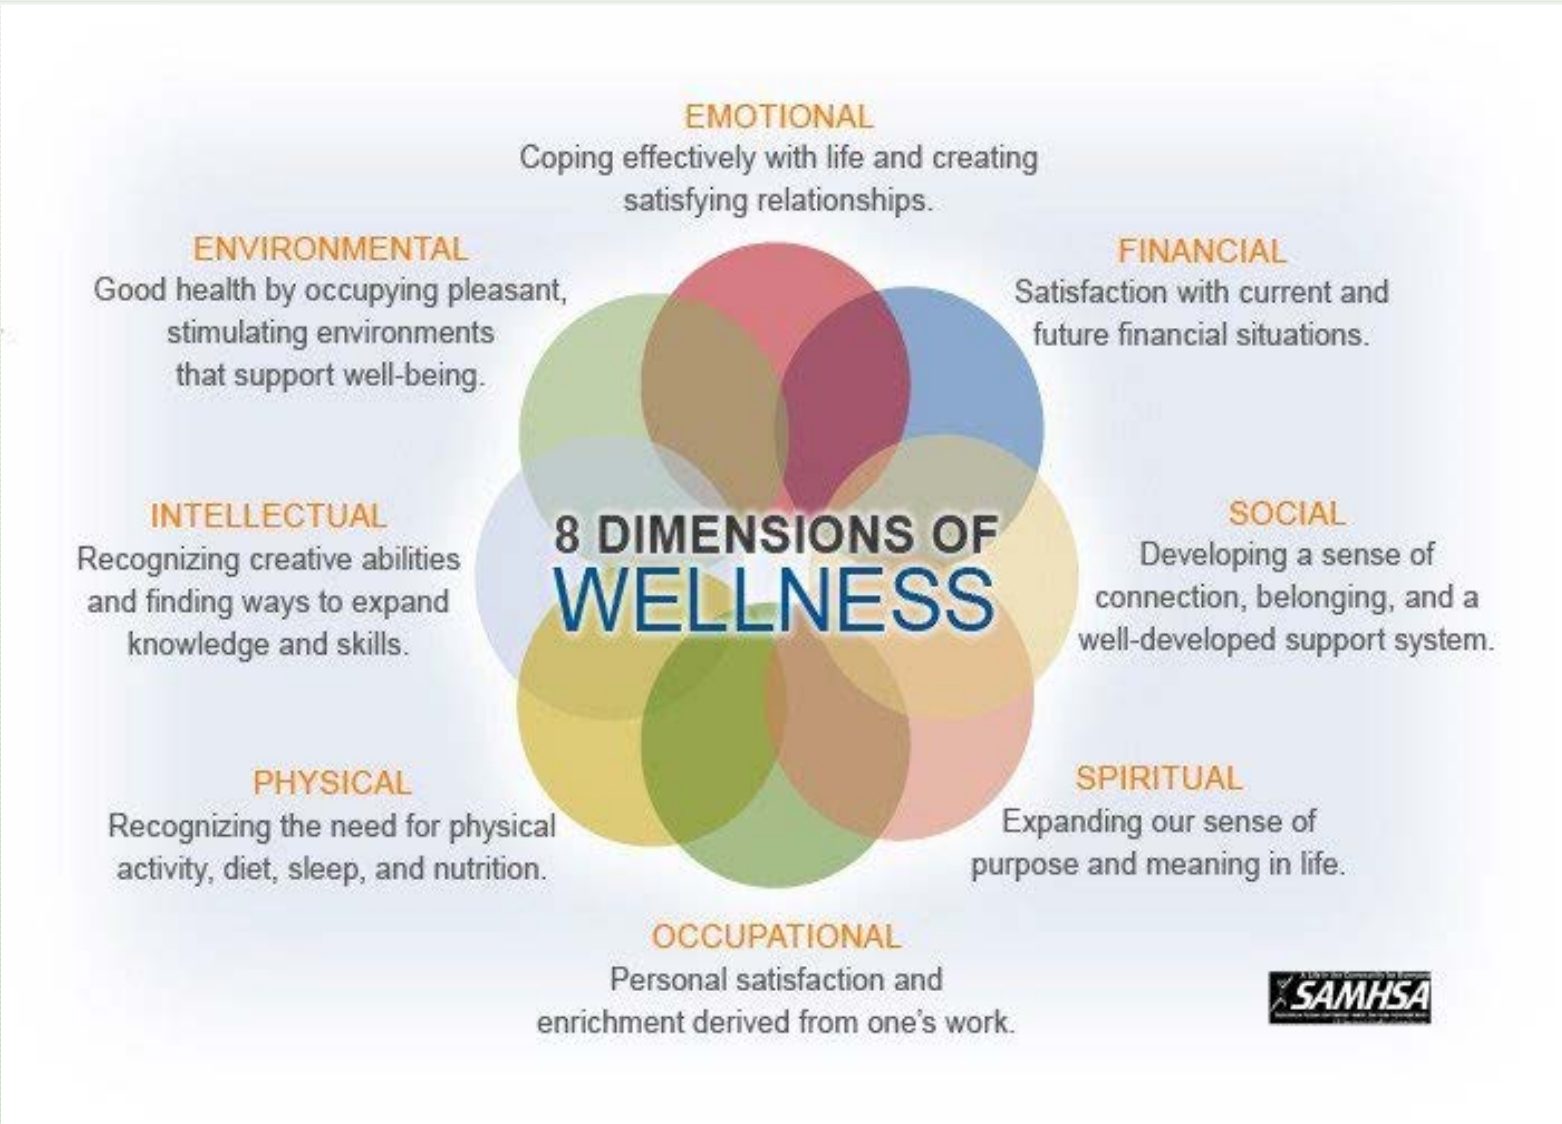 EMOTIONAL
Coping effectively with life and creating
satisfying relationships.
ENVIRONMENTAL
Good health by occupying pleasant,
stimulating environments
that support well-being.
FINANCIAL
Satisfaction with current and
future financial situations.
INTELLECTUAL
Recognizing creative abilities
and finding ways to expand
knowledge and skills.
8 DIMENSIONS OF
WELLNESS
SOCIAL
Developing a sense of
connection, belonging, and a
well-developed support system.
PHYSICAL
Recognizing the need for physical
activity, diet, sleep, and nutrition.
SPIRITUAL
Expanding our sense of
purpose and meaning in life.
OCCUPATIONAL
Personal satisfaction and
enrichment derived from one's work.
SAMHSA